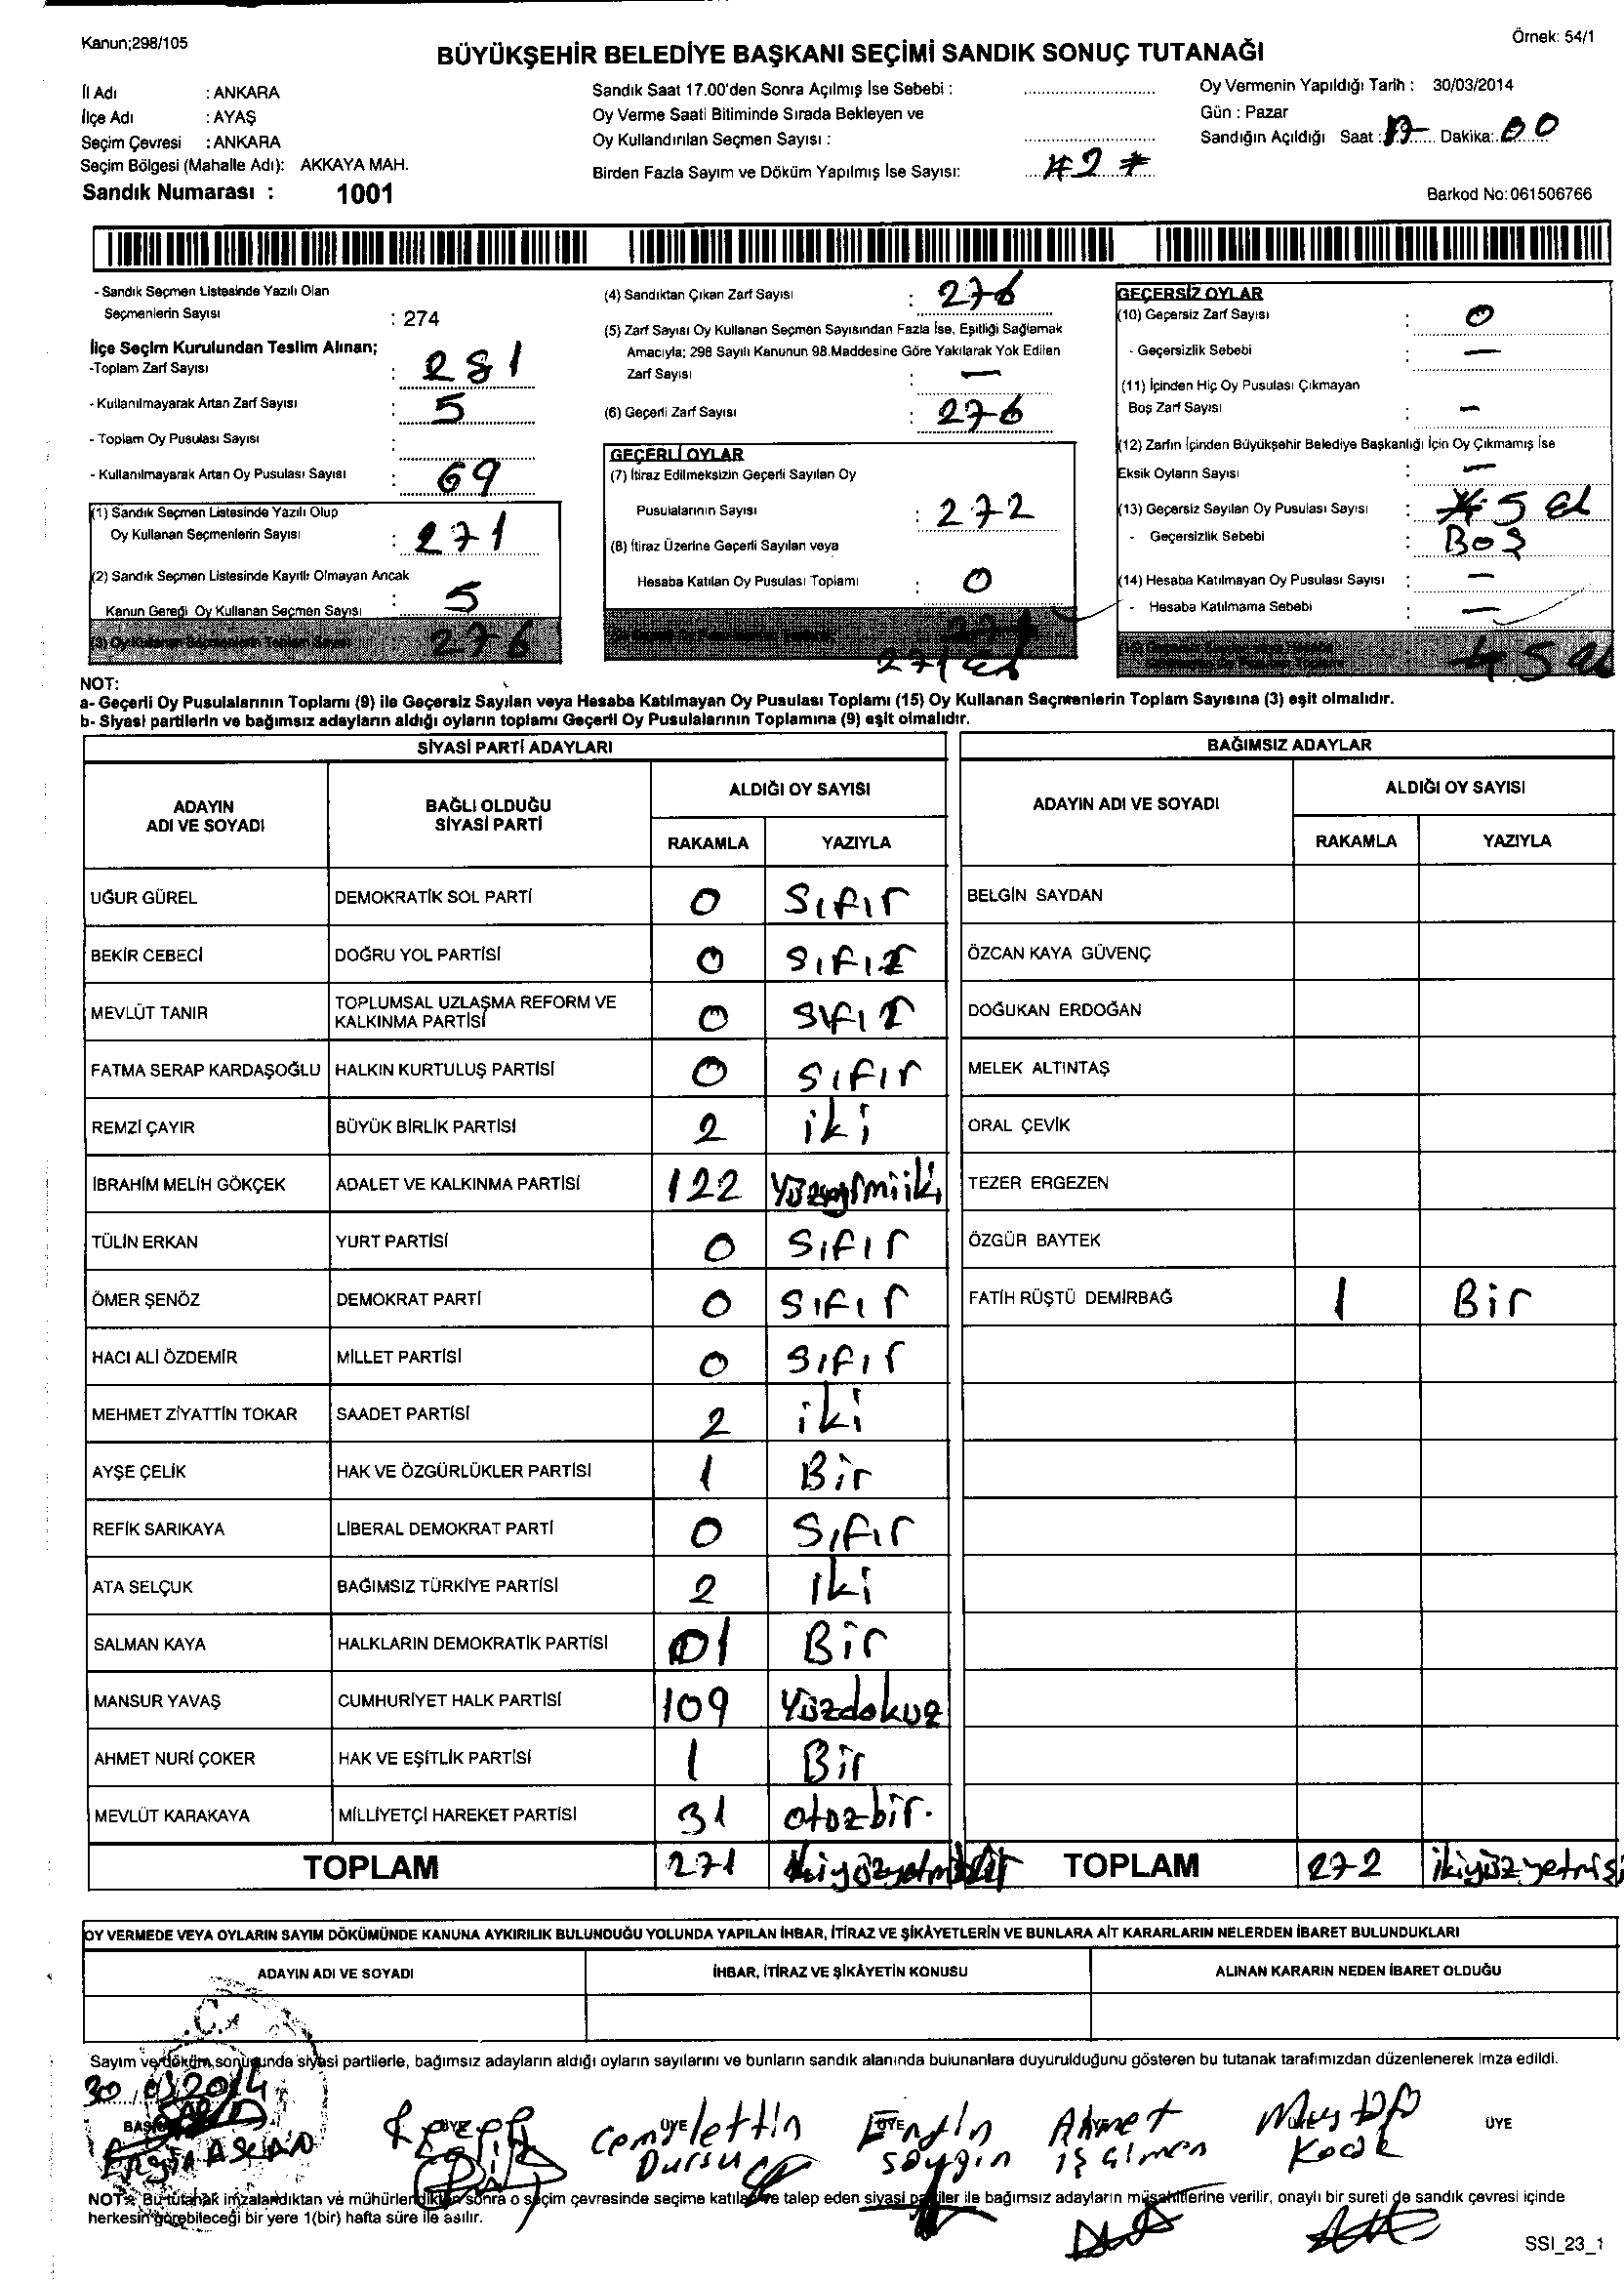 Kanun;298/105
Örnek: 54/1
BÜYÜKŞEHİR BELEDİYE BAŞKANI SEÇİMİ SANDIK SONUÇ TUTANAĞI
İl Adı : ANKARA
İlçe Adı : AYAŞ
Seçim Çevresi : ANKARA
Seçim Bölgesi (Mahalle Adı): AKKAYA MAH.
Sandık Numarası : 1001
Sandık Saat 17.00'den Sonra Açılmış İse Sebebi :
Oy Verme Saati Bitiminde Sırada Bekleyen ve
Oy Kullandırılan Seçmen Sayısı :
Birden Fazla Sayım ve Döküm Yapılmış İse Sayısı: #2#
Oy Vermenin Yapıldığı Tarih : 30/03/2014
Gün : Pazar
Sandığın Açıldığı Saat : 17 Dakika: 00
Barkod No:061506766
- Sandık Seçmen Listesinde Yazılı Olan
Seçmenlerin Sayısı : 274
İlçe Seçim Kurulundan Teslim Alınan;
-Toplam Zarf Sayısı : 281
- Kullanılmayarak Artan Zarf Sayısı : 5
- Toplam Oy Pusulası Sayısı :
- Kullanılmayarak Artan Oy Pusulası Sayısı : 69
(1) Sandık Seçmen Listesinde Yazılı Olup
Oy Kullanan Seçmenlerin Sayısı : 271
(2) Sandık Seçmen Listesinde Kayıtlı Olmayan Ancak
Kanun Gereği Oy Kullanan Seçmen Sayısı : 5
(3) Oy Kullanan Seçmenlerin Toplam Sayısı : 276
(4) Sandıktan Çıkan Zarf Sayısı : 276
(5) Zarf Sayısı Oy Kullanan Seçmen Sayısından Fazla İse, Eşitliği Sağlamak
Amacıyla; 298 Sayılı Kanunun 98.Maddesine Göre Yakılarak Yok Edilen
Zarf Sayısı : —
(6) Geçerli Zarf Sayısı : 276
GEÇERLİ OYLAR
(7) İtiraz Edilmeksizin Geçerli Sayılan Oy
Pusulalarının Sayısı : 272
(8) İtiraz Üzerine Geçerli Sayılan veya
Hesaba Katılan Oy Pusulası Toplamı : 0
271
GEÇERSİZ OYLAR
(10) Geçersiz Zarf Sayısı : 0
- Geçersizlik Sebebi : —
(11) İçinden Hiç Oy Pusulası Çıkmayan
Boş Zarf Sayısı : —
(12) Zarfın İçinden Büyükşehir Belediye Başkanlığı İçin Oy Çıkmamış İse
Eksik Oyların Sayısı : —
(13) Geçersiz Sayılan Oy Pusulası Sayısı : 5
- Geçersizlik Sebebi : Boş
(14) Hesaba Katılmayan Oy Pusulası Sayısı : —
- Hesaba Katılmama Sebebi : —
5
NOT:
a- Geçerli Oy Pusulalarının Toplamı (9) ile Geçersiz Sayılan veya Hesaba Katılmayan Oy Pusulası Toplamı (15) Oy Kullanan Seçmenlerin Toplam Sayısına (3) eşit olmalıdır.
b- Siyasi partilerin ve bağımsız adayların aldığı oyların toplamı Geçerli Oy Pusulalarının Toplamına (9) eşit olmalıdır.
SİYASİ PARTİ ADAYLARI
ADAYIN ADI VE SOYADI
BAĞLI OLDUĞU SİYASİ PARTİ
ALDIĞI OY SAYISI
RAKAMLA YAZIYLA
UĞUR GÜREL DEMOKRATİK SOL PARTİ 0 Sıfır
BEKİR CEBECİ DOĞRU YOL PARTİSİ 0 Sıfır
MEVLÜT TANIR TOPLUMSAL UZLAŞMA REFORM VE KALKINMA PARTİSİ 0 Sıfır
FATMA SERAP KARDAŞOĞLU HALKIN KURTULUŞ PARTİSİ 0 Sıfır
REMZİ ÇAYIR BÜYÜK BİRLİK PARTİSİ 2 iki
İBRAHİM MELİH GÖKÇEK ADALET VE KALKINMA PARTİSİ 122 Yüzyirmiiki
TÜLİN ERKAN YURT PARTİSİ 0 Sıfır
ÖMER ŞENÖZ DEMOKRAT PARTİ 0 Sıfır
HACI ALİ ÖZDEMİR MİLLET PARTİSİ 0 Sıfır
MEHMET ZİYATTİN TOKAR SAADET PARTİSİ 2 iki
AYŞE ÇELİK HAK VE ÖZGÜRLÜKLER PARTİSİ 1 Bir
REFİK SARIKAYA LİBERAL DEMOKRAT PARTİ 0 Sıfır
ATA SELÇUK BAĞIMSIZ TÜRKİYE PARTİSİ 2 iki
SALMAN KAYA HALKLARIN DEMOKRATİK PARTİSİ 01 Bir
MANSUR YAVAŞ CUMHURİYET HALK PARTİSİ 109 Yüzdokuz
AHMET NURİ ÇOKER HAK VE EŞİTLİK PARTİSİ 1 Bir
MEVLÜT KARAKAYA MİLLİYETÇİ HAREKET PARTİSİ 31 otuzbir.
TOPLAM 271 ikiyüzyetmişbir
BAĞIMSIZ ADAYLAR
ADAYIN ADI VE SOYADI
ALDIĞI OY SAYISI
RAKAMLA YAZIYLA
BELGİN SAYDAN
ÖZCAN KAYA GÜVENÇ
DOĞUKAN ERDOĞAN
MELEK ALTINTAŞ
ORAL ÇEVİK
TEZER ERGEZEN
ÖZGÜR BAYTEK
FATİH RÜŞTÜ DEMİRBAĞ 1 Bir
TOPLAM 272
OY VERMEDE VEYA OYLARIN SAYIM DÖKÜMÜNDE KANUNA AYKIRILIK BULUNDUĞU YOLUNDA YAPILAN İHBAR, İTİRAZ VE ŞİKÂYETLERİN VE BUNLARA AİT KARARLARIN NELERDEN İBARET BULUNDUKLARI
ADAYIN ADI VE SOYADI İHBAR, İTİRAZ VE ŞİKÂYETİN KONUSU ALINAN KARARIN NEDEN İBARET OLDUĞU
Sayım ve döküm sonucunda siyasi partilerle, bağımsız adayların aldığı oyların sayılarını ve bunların sandık alanında bulunanlara duyurulduğunu gösteren bu tutanak tarafımızdan düzenlenerek imza edildi.
30.03.2014
ÜYE ÜYE ÜYE ÜYE
Cemalettin Dursun
Engin Saygın
Ahmet
Mustafa Koçak
NOT: Bu tutanak imzalandıktan ve mühürlendikten sonra o seçim çevresinde seçime katılan ve talep eden siyasi partiler ile bağımsız adayların müşahitlerine verilir, onaylı bir sureti de sandık çevresi içinde
herkesin görebileceği bir yere 1(bir) hafta süre ile asılır.
SSI_23_1